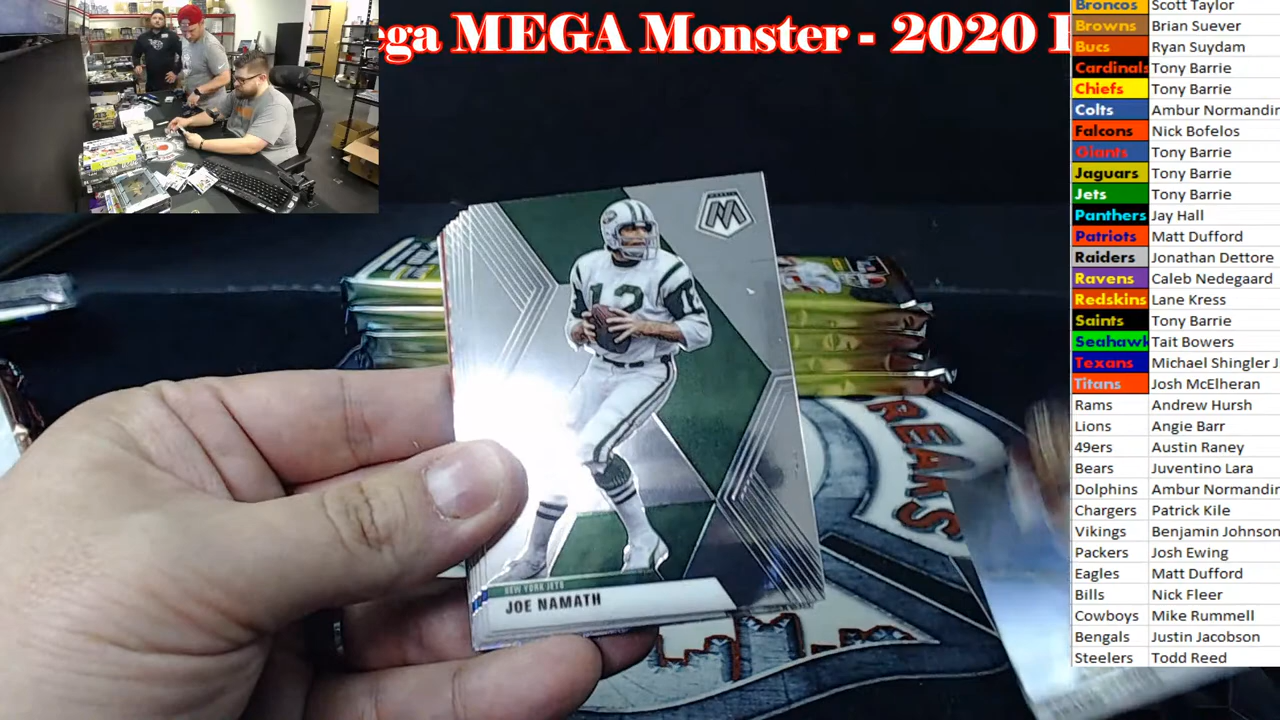 ega MEGA Monster - 2020
Broncos Scott Taylor
Browns Brian Suever
Bucs Ryan Suydam
Cardinals Tony Barrie
Chiefs Tony Barrie
Colts Ambur Normandin
Falcons Nick Bofelos
Giants Tony Barrie
Jaguars Tony Barrie
Jets Tony Barrie
Panthers Jay Hall
Patriots Matt Dufford
Raiders Jonathan Dettore
Ravens Caleb Nedegaard
Redskins Lane Kress
Saints Tony Barrie
Seahawk Tait Bowers
Texans Michael Shingler J
Titans Josh McElheran
Rams Andrew Hursh
Lions Angie Barr
49ers Austin Raney
Bears Juventino Lara
Dolphins Ambur Normandin
Chargers Patrick Kile
Vikings Benjamin Johnson
Packers Josh Ewing
Eagles Matt Dufford
Bills Nick Fleer
Cowboys Mike Rummell
Bengals Justin Jacobson
Steelers Todd Reed
12
NEW YORK JETS
JOE NAMATH
REAMS